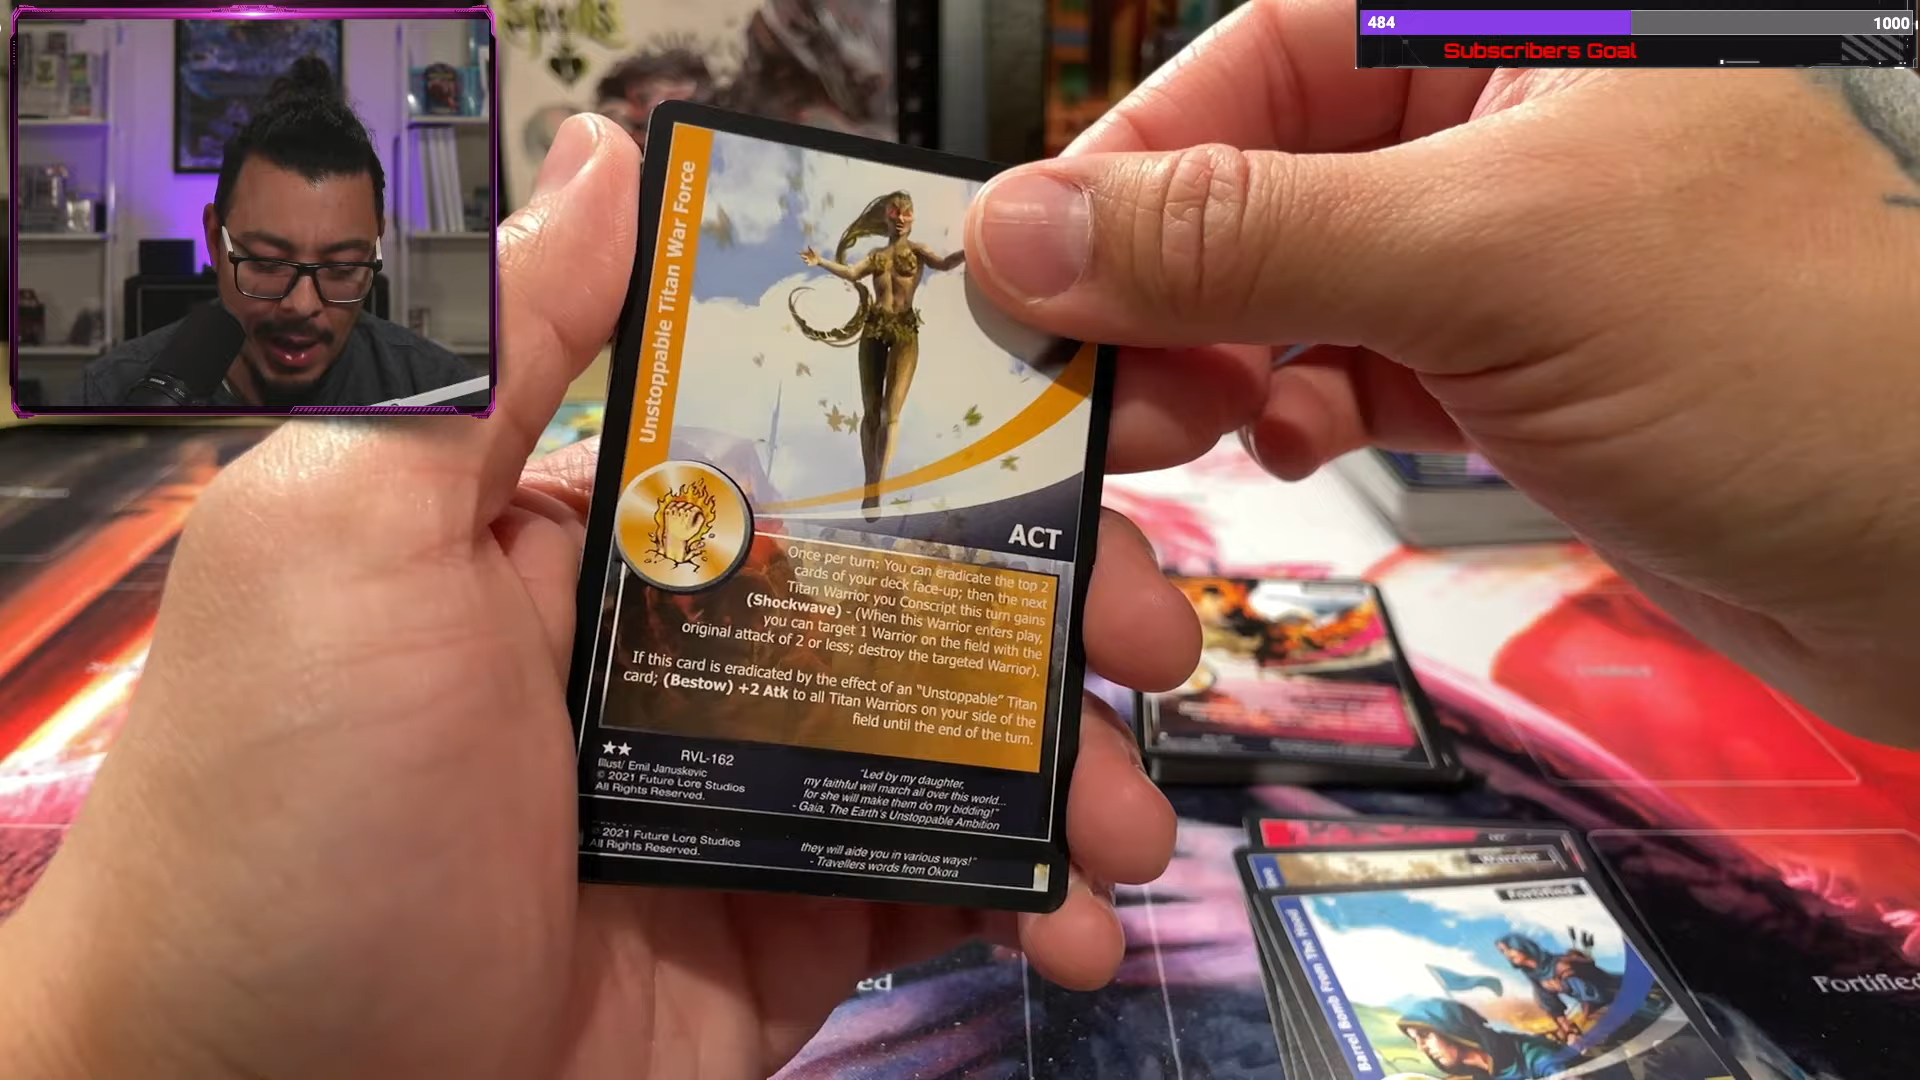 484
1000
Subscribers Goal
Unstoppable Titan War Force
ACT
Once per turn: You can eradicate the top 2
cards of your deck face-up; then the next
Titan Warrior you Conscript this turn gains
(Shockwave) - (When this Warrior enters play,
you can target 1 Warrior on the field with the
original attack of 2 or less; destroy the targeted Warrior).
If this card is eradicated by the effect of an "Unstoppable" Titan
card; (Bestow) +2 Atk to all Titan Warriors on your side of the
field until the end of the turn.
★★
RVL-162
Illust/ Emil Januskevic
© 2021 Future Lore Studios
All Rights Reserved.
"Led by my daughter,
my faithful will march all over this world...
for she will make them do my bidding!"
- Gaia, The Earth's Unstoppable Ambition
© 2021 Future Lore Studios
All Rights Reserved.
they will aide you in various ways!"
- Travellers words from Okora
Warrior
Fortified
Barrel Bomb From The Hood
ed
Fortified